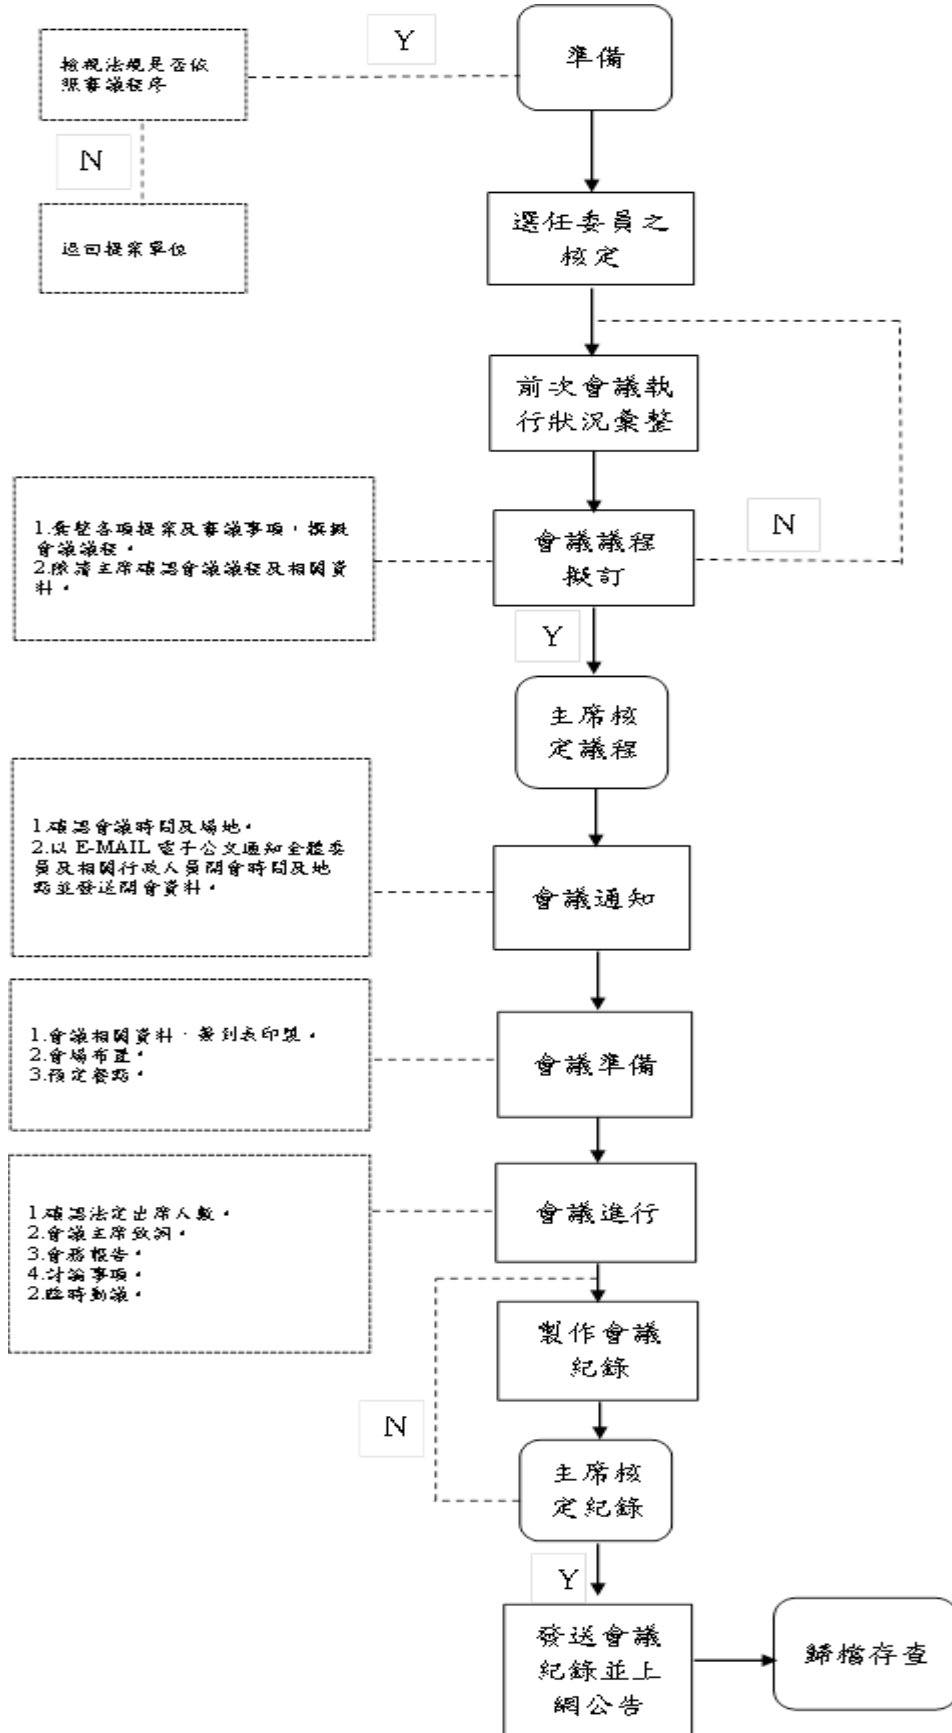 Y
準備
檢視法規是否依
照審議程序
N
退回提案單位
選任委員之
核定
前次會議執
行狀況彙整
1.彙整各項提案及審議事項，撰擬
會議議程。
2.陳請主席確認會議議程及相關資
料。
會議議程
擬訂
N
Y
主席核
定議程
1.確認會議時間及場地。
2.以 E-MAIL 電子公文通知全體委
員及相關行政人員開會時間及地
點並發送開會資料。
會議通知
1.會議相關資料、簽到表印製。
2.會場布置。
3.預定餐點。
會議準備
1.確認法定出席人數。
2.會議主席致詞。
3.會務報告。
4.討論事項。
2.臨時動議。
會議進行
製作會議
紀錄
N
主席核
定紀錄
Y
發送會議
紀錄並上
網公告
歸檔存查